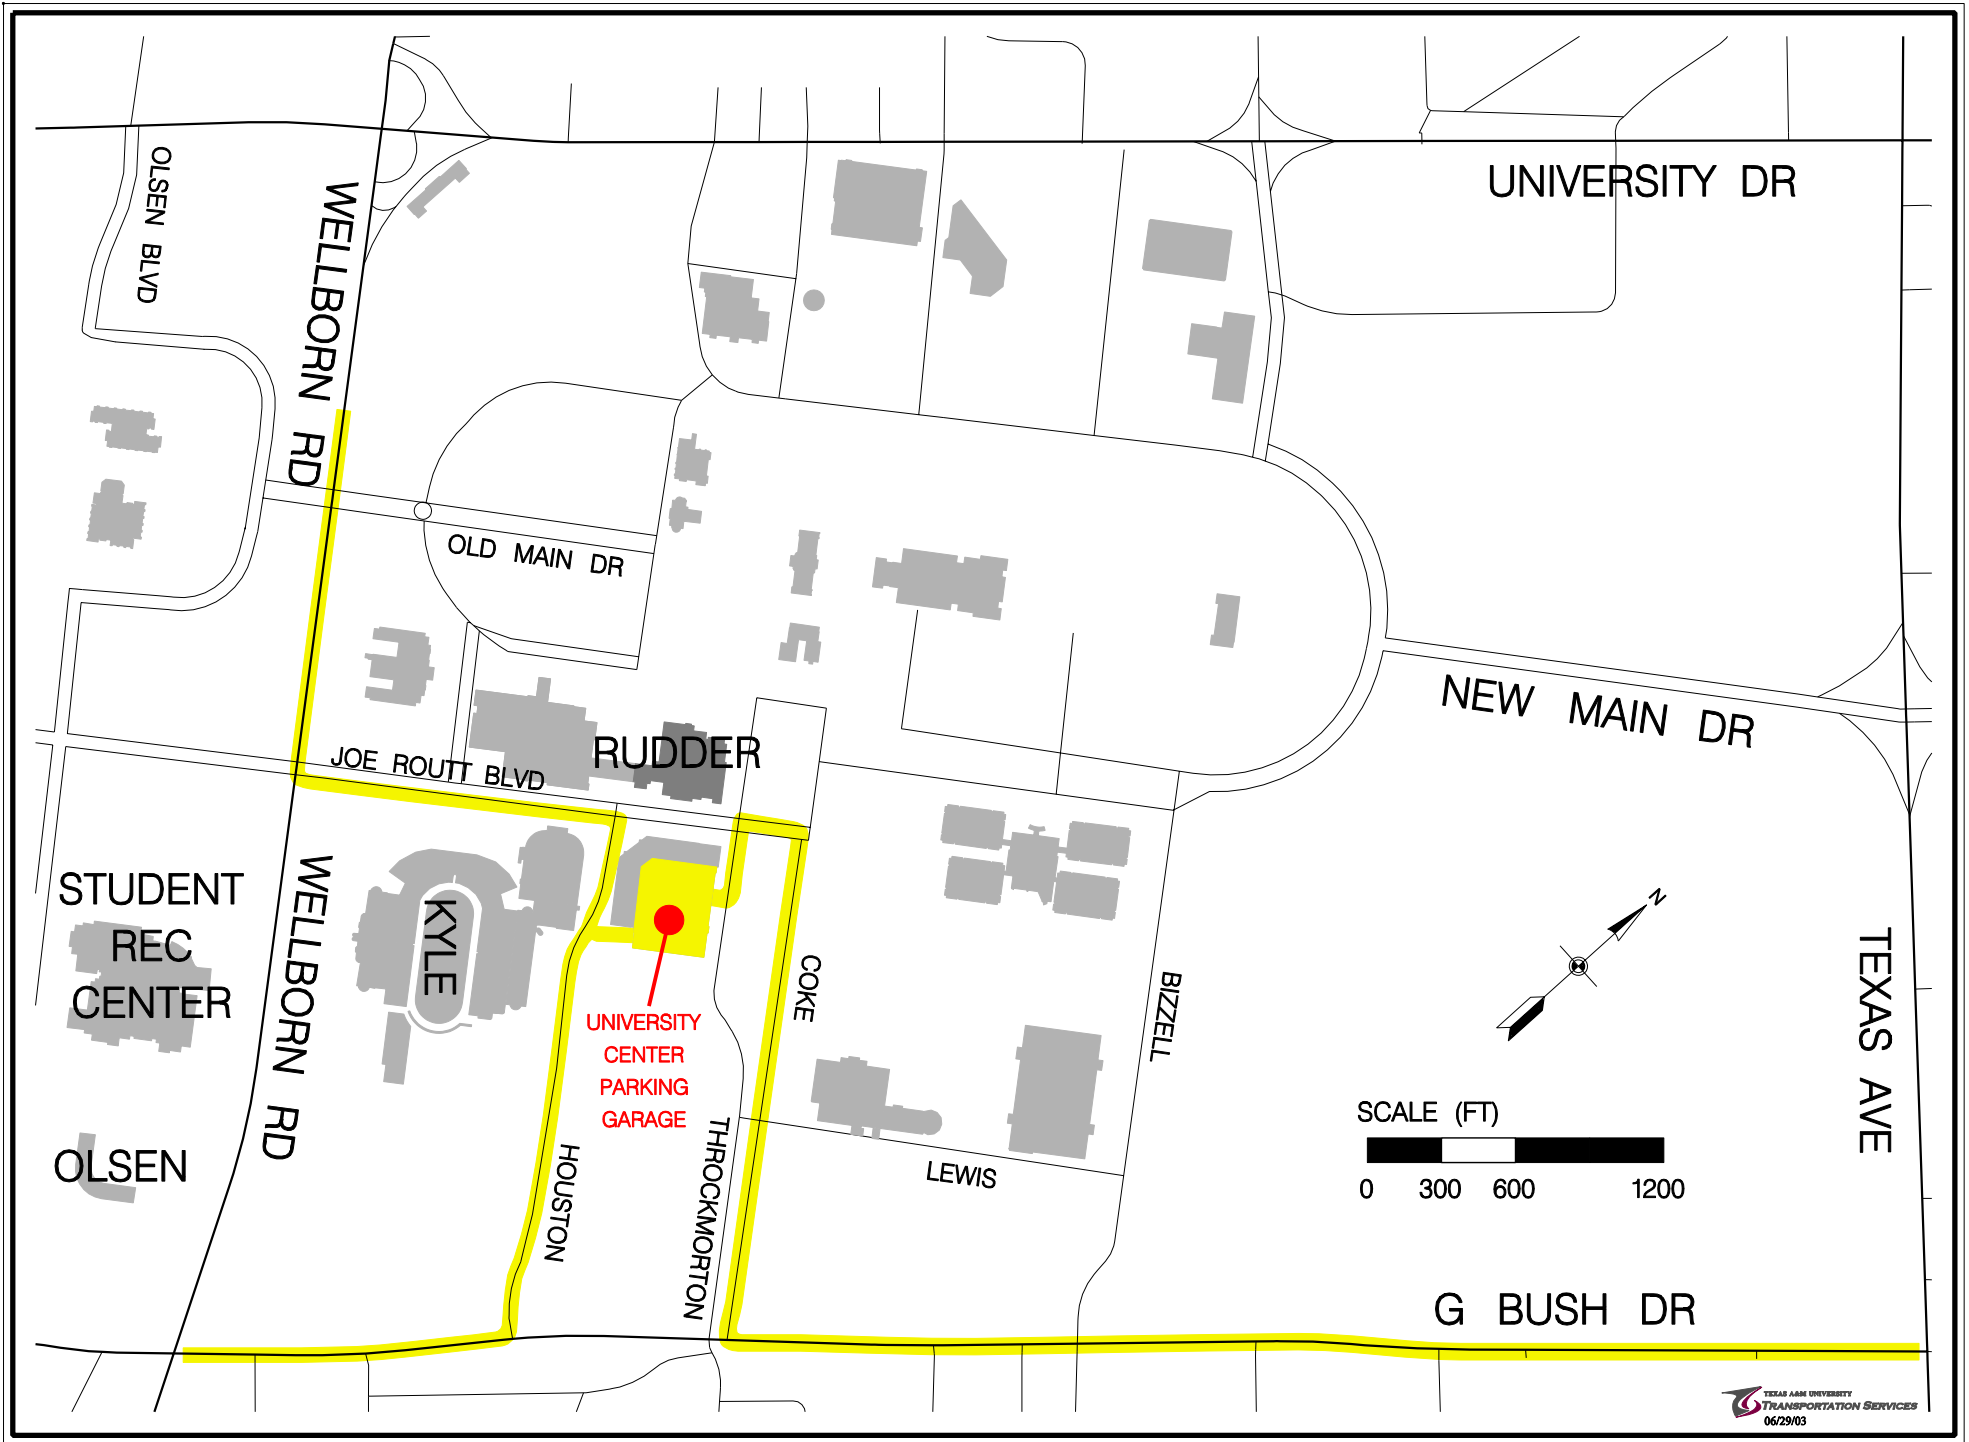 UNIVERSITY DR
OLSEN BLVD
WELLBORN RD
OLD MAIN DR
NEW MAIN DR
RUDDER
JOE ROUTT BLVD
STUDENT
REC
CENTER
KYLE
WELLBORN RD
COKE
BIZZELL
N
TEXAS AVE
UNIVERSITY
CENTER
PARKING
GARAGE
SCALE (FT)
0 300 600 1200
OLSEN
HOUSTON
THROCKMORTON
LEWIS
G BUSH DR
TEXAS A&M UNIVERSITY
TRANSPORTATION SERVICES
06/29/03